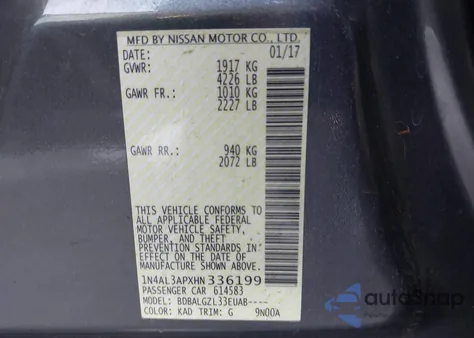 MFD BY NISSAN MOTOR CO., LTD.
DATE: 01/17
GVWR: 1917 KG
4226 LB
GAWR FR.: 1010 KG
2227 LB
GAWR RR.: 940 KG
2072 LB
THIS VEHICLE CONFORMS TO
ALL APPLICABLE FEDERAL
MOTOR VEHICLE SAFETY,
BUMPER, AND THEFT
PREVENTION STANDARDS IN
EFFECT ON THE DATE OF
MANUFACTURE SHOWN ABOVE.
1N4AL3APXHN336199
PASSENGER CAR 614583
MODEL: BDBALGZL33EUAB----
COLOR: KAD TRIM: G 9N00A
autoSnap